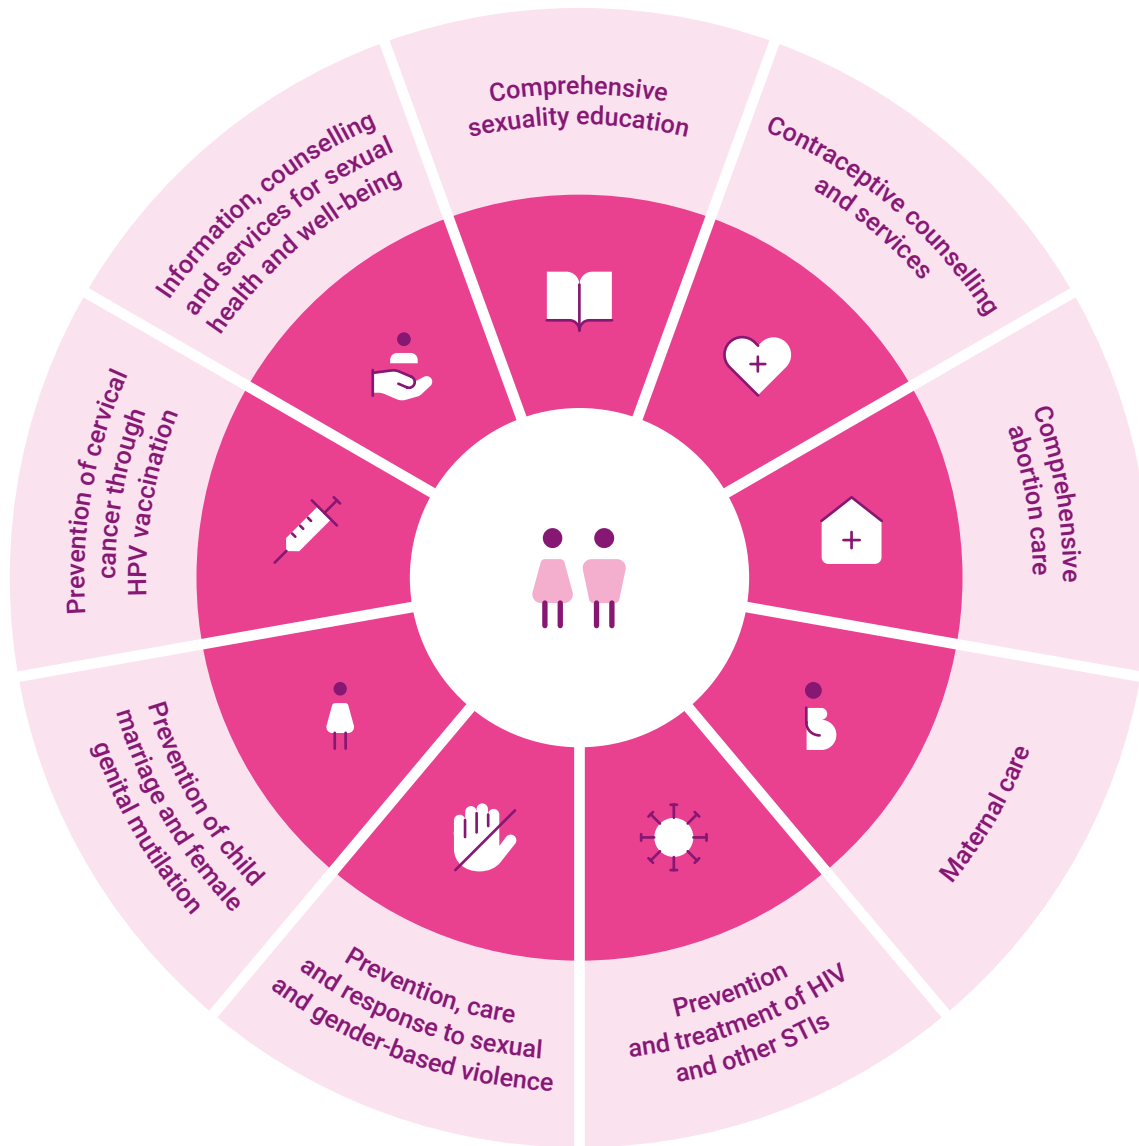 Comprehensive
sexuality education
Contraceptive counselling
and services
Comprehensive
abortion care
Maternal care
Prevention
and treatment of HIV
and other STIs
Prevention, care
and response to sexual
and gender-based violence
Prevention of child
marriage and female
genital mutilation
Prevention of cervical
cancer through
HPV vaccination
Information, counselling
and services for sexual
health and well-being